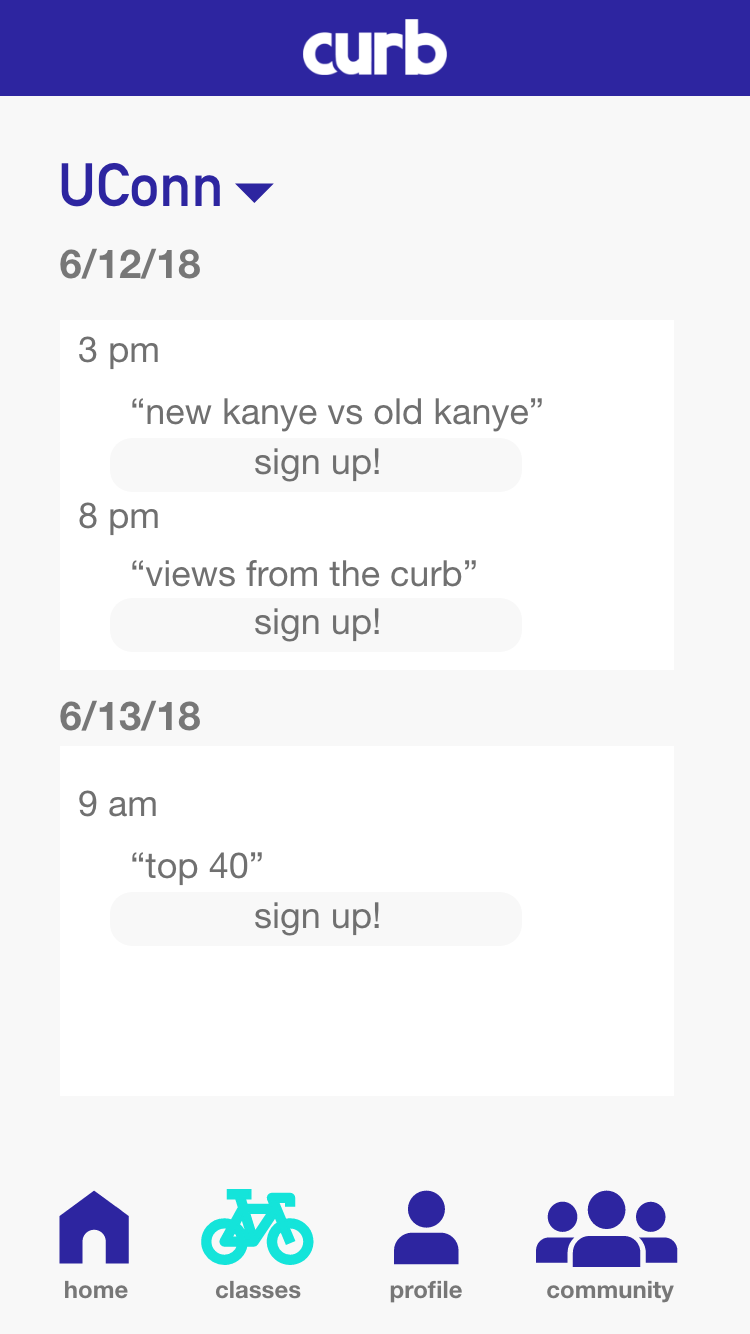 curb
UConn
6/12/18
3 pm
“new kanye vs old kanye”
sign up!
8 pm
“views from the curb”
sign up!
6/13/18
9 am
“top 40”
sign up!
home classes profile community